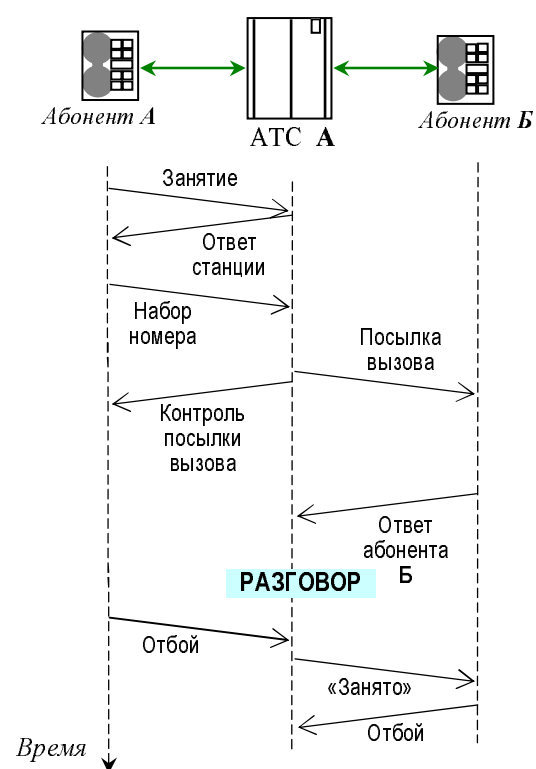 Абонент А
АТС А
Абонент Б
Занятие
Ответ
станции
Набор
номера
Посылка
вызова
Контроль
посылки
вызова
Ответ
абонента
Б
РАЗГОВОР
Отбой
«Занято»
Отбой
Время